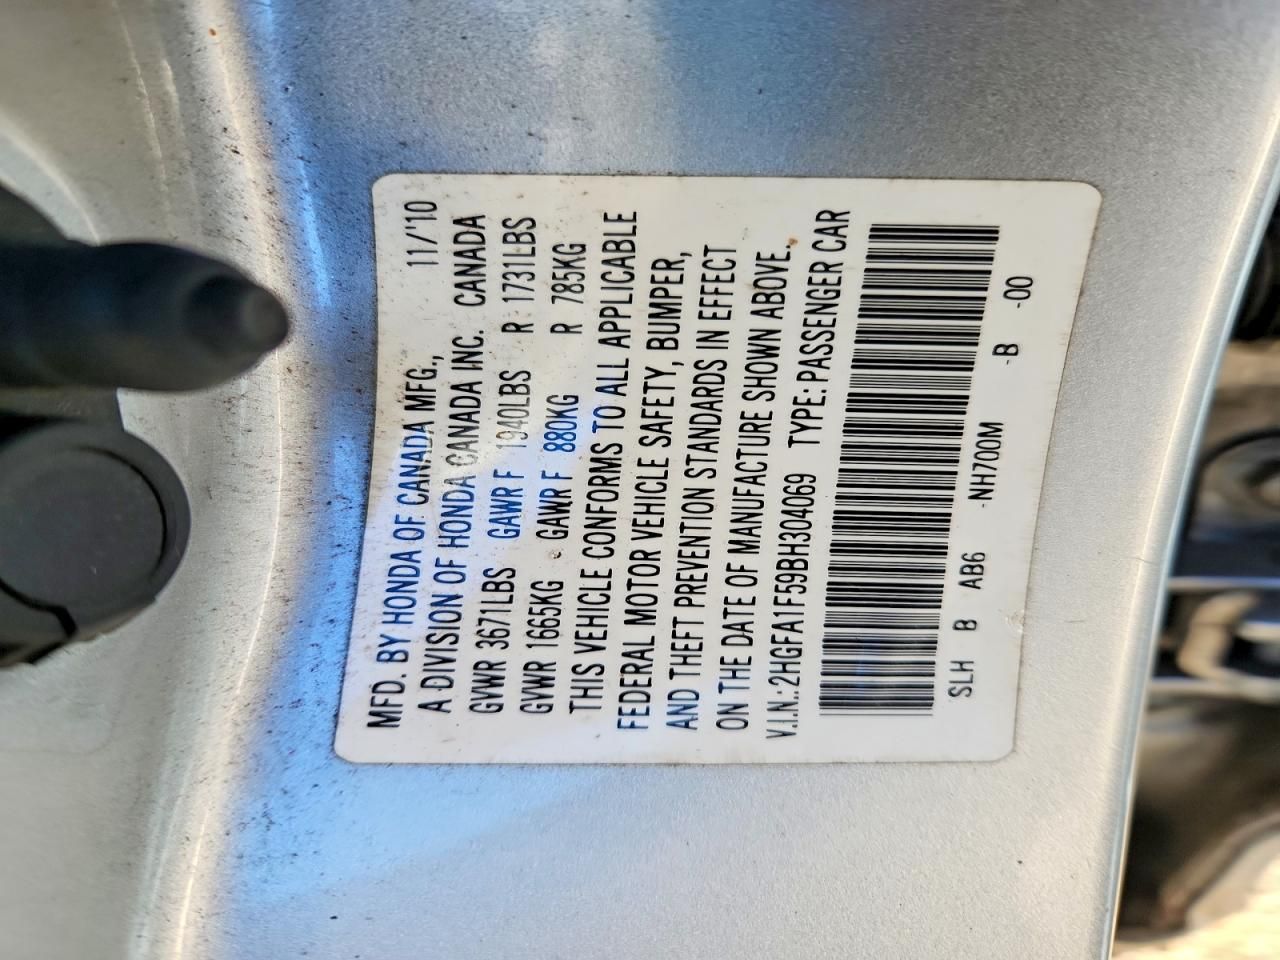 MFD. BY HONDA OF CANADA MFG., 11/'10
A DIVISION OF HONDA CANADA INC. CANADA
GVWR 3671LBS GAWR F 1940LBS R 1731LBS
GVWR 1665KG GAWR F 880KG R 785KG
THIS VEHICLE CONFORMS TO ALL APPLICABLE
FEDERAL MOTOR VEHICLE SAFETY, BUMPER,
AND THEFT PREVENTION STANDARDS IN EFFECT
ON THE DATE OF MANUFACTURE SHOWN ABOVE.
V.I.N.: 2HGFA1F59BH304069 TYPE: PASSENGER CAR
SLH B AB6 -NH700M -B -00